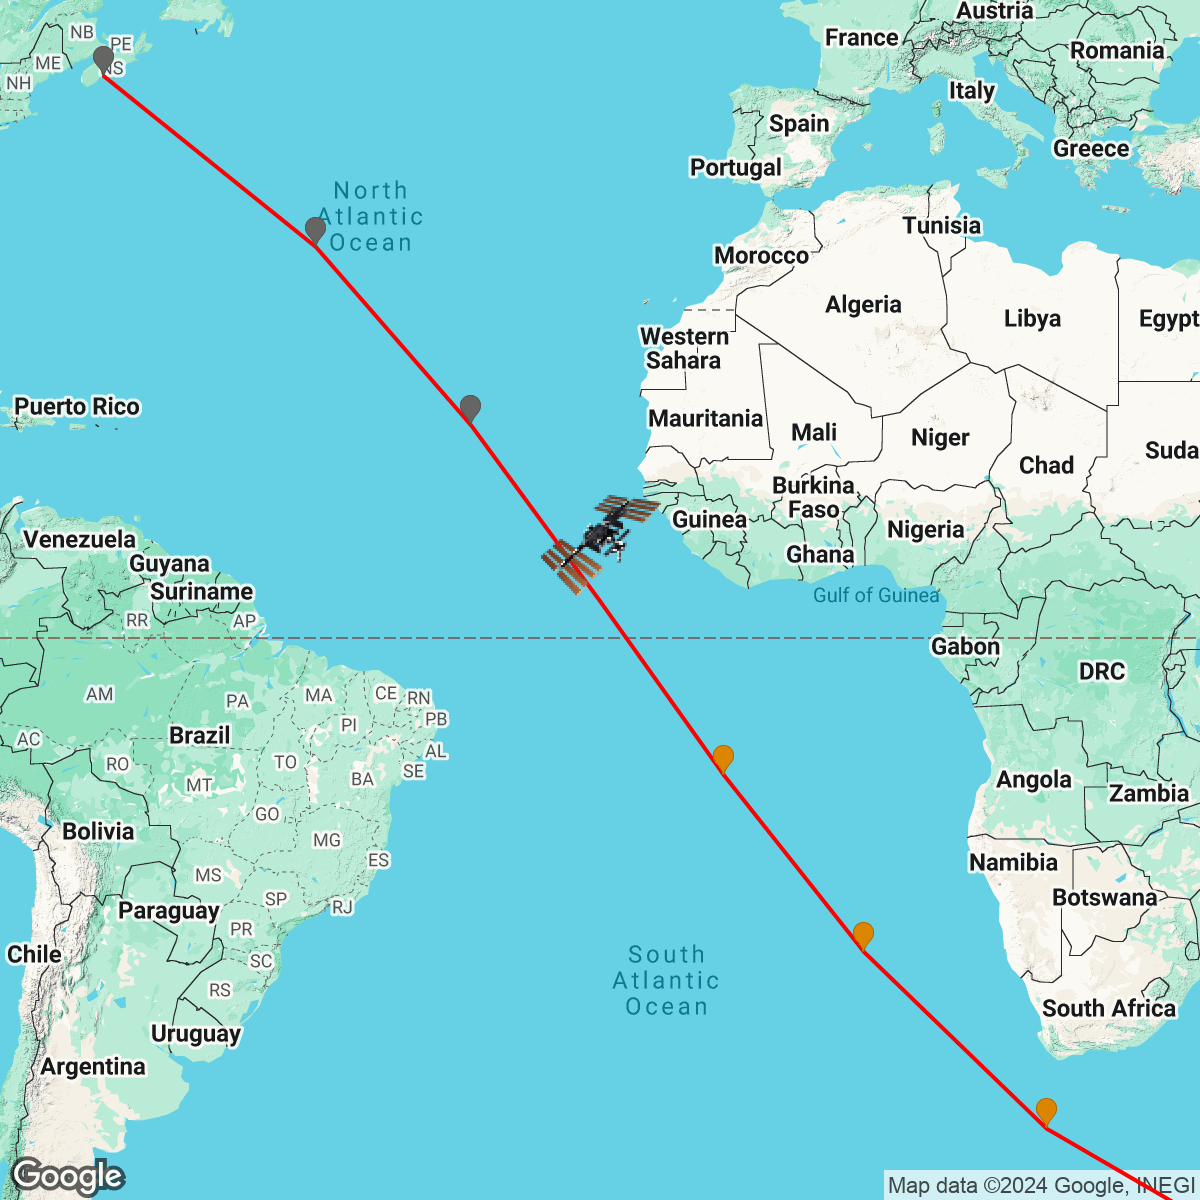 Austria
NB
France
PE
Romania
ME
NS
NH
Italy
Spain
Greece
Portugal
North
Atlantic
Ocean
Tunisia
Morocco
Algeria
Libya
Egypt
Western
Sahara
Puerto Rico
Mauritania
Mali
Niger
Chad
Suda
Burkina
Faso
Guinea
Nigeria
Venezuela
Ghana
Guyana
Suriname
Gulf of Guinea
RR
AP
Gabon
DRC
AM
PA
MA
CE
RN
PB
PI
AC
Brazil
AL
RO
TO
SE
MT
BA
Angola
Zambia
GO
Bolivia
MG
ES
Namibia
MS
Botswana
SP
RJ
Paraguay
PR
Chile
SC
South
Atlantic
Ocean
RS
South Africa
Uruguay
Argentina
Google
Map data ©2024 Google, INEGI